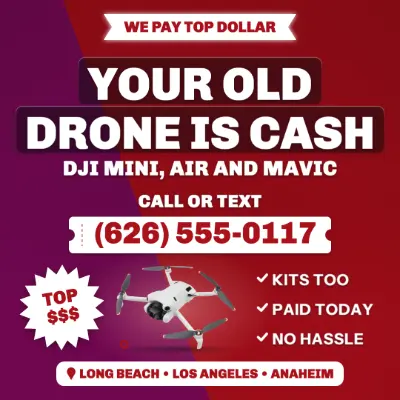 WE PAY TOP DOLLAR
YOUR OLD
DRONE IS CASH
DJI MINI, AIR AND MAVIC
CALL OR TEXT
(626) 555-0117
TOP
$$$
KITS TOO
PAID TODAY
NO HASSLE
LONG BEACH • LOS ANGELES • ANAHEIM